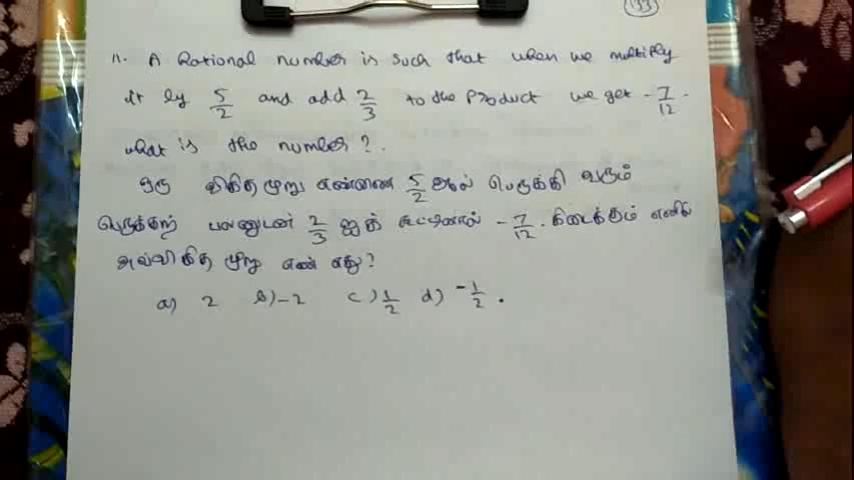 133
11. A Rational number is such that when we multiply
it by 5/2 and add 2/3 to the Product we get -7/12.
what is the number?.
ஒரு விகிதமுறு எண்ணை 5/2 ஆல் பெருக்கி வரும்
பெருக்கற் பலனுடன் 2/3 ஐக் கூட்டினால் -7/12. கிடைக்கும் எனில்
அவ்விகித முறு எண் எது?
a) 2 b) -2 c) 1/2 d) -1/2.